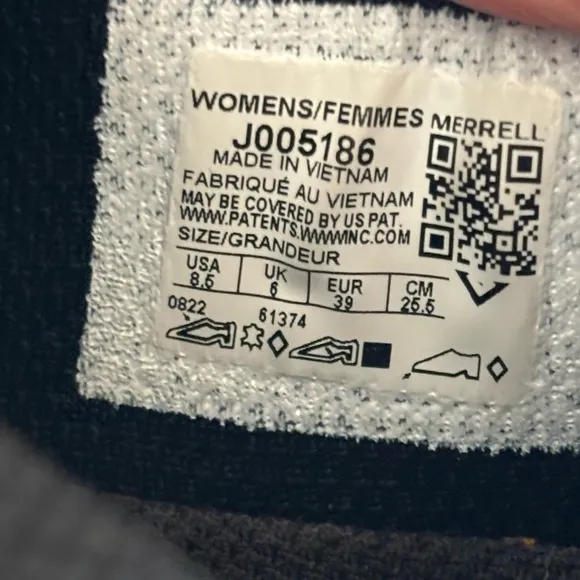 WOMENS/FEMMES MERRELL
J005186
MADE IN VIETNAM
FABRIQUÉ AU VIETNAM
MAY BE COVERED BY US PAT.
WWW.PATENTS.WWWINC.COM
SIZE/GRANDEUR
USA UK EUR CM
8.5 6 39 25.5
0822 61374